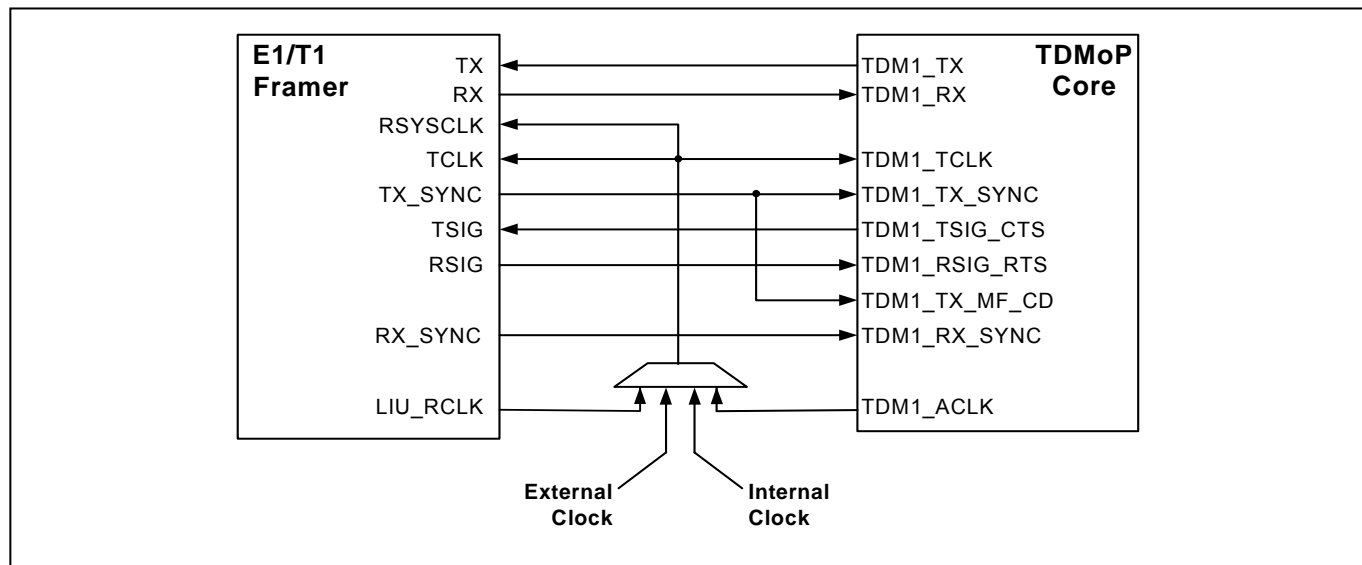 E1/T1
Framer
TX
RX
RSYSCLK
TCLK
TX_SYNC
TSIG
RSIG
RX_SYNC
LIU_RCLK
TDMoP
Core
TDM1_TX
TDM1_RX
TDM1_TCLK
TDM1_TX_SYNC
TDM1_TSIG_CTS
TDM1_RSIG_RTS
TDM1_TX_MF_CD
TDM1_RX_SYNC
TDM1_ACLK
External
Clock
Internal
Clock